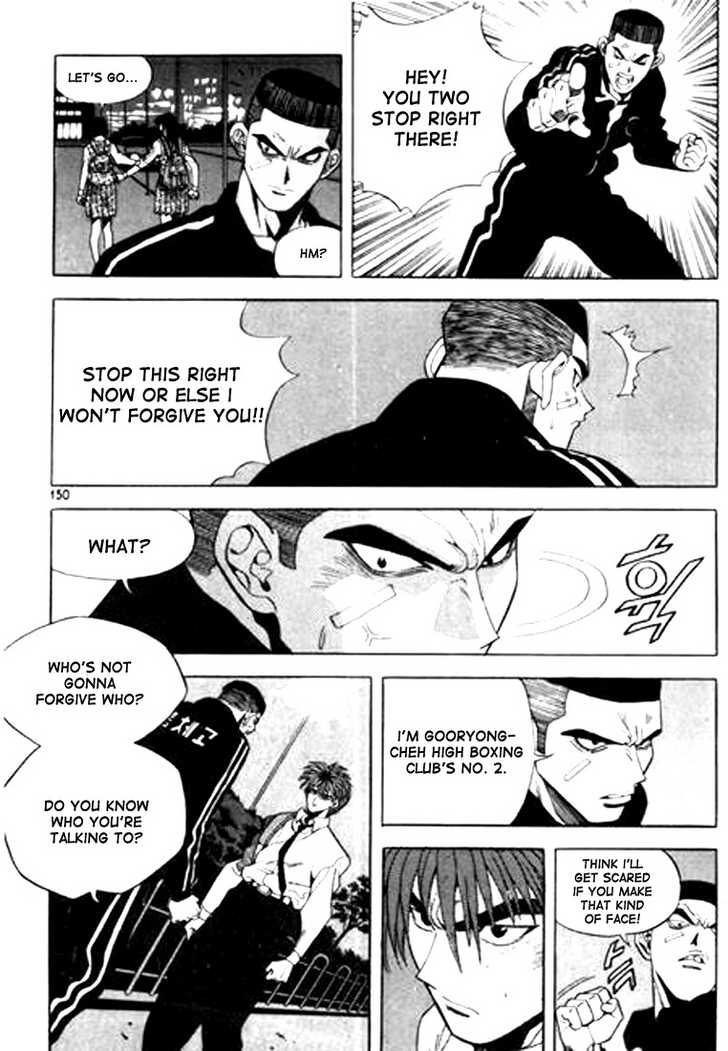 LET'S GO...
HM?
HEY!
YOU TWO
STOP RIGHT
THERE!
STOP THIS RIGHT
NOW OR ELSE I
WON'T FORGIVE YOU!!
150
WHAT?
휙
WHO'S NOT
GONNA
FORGIVE WHO?
DO YOU KNOW
WHO YOU'RE
TALKING TO?
I'M GOORYONG-
CHEH HIGH BOXING
CLUB'S NO. 2.
THINK I'LL
GET SCARED
IF YOU MAKE
THAT KIND
OF FACE!